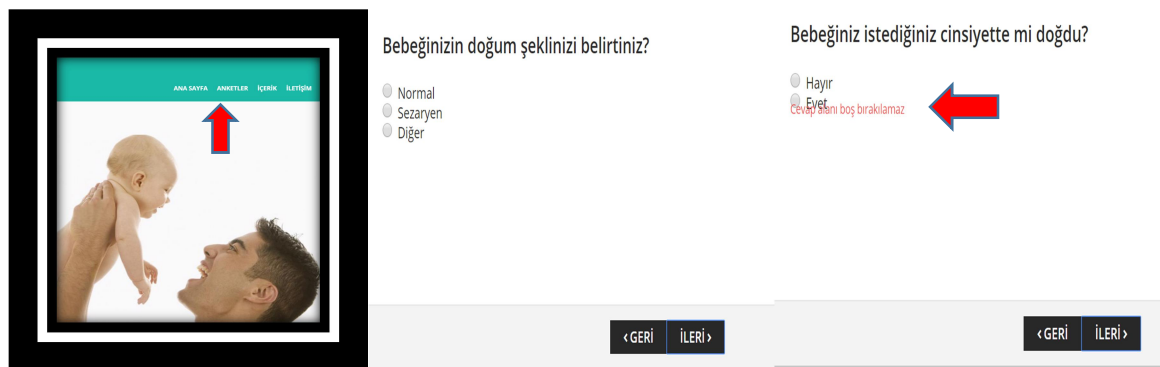 ANA SAYFA ANKETLER İÇERİK İLETİŞİM
Bebeğinizin doğum şeklinizi belirtiniz?
Normal
Sezaryen
Diğer
‹ GERİ İLERİ ›
Bebeğiniz istediğiniz cinsiyette mi doğdu?
Hayır
Evet
Cevap alanı boş bırakılamaz
‹ GERİ İLERİ ›